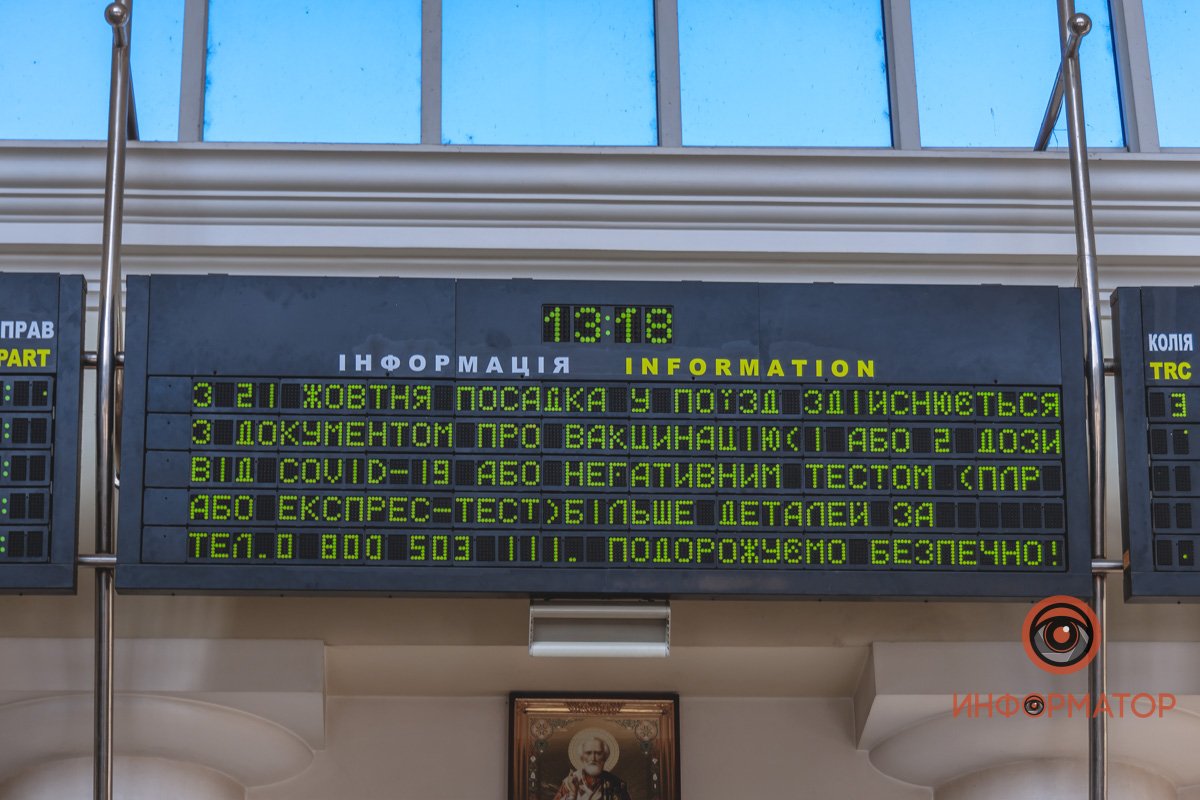 13:18
ПРАВ
PART
ІНФОРМАЦІЯ INFORMATION
КОЛІЯ
TRC
З 21 ЖОВТНЯ ПОСАДКА У ПОЇЗД ЗДІЙСНЮЄТЬСЯ
З ДОКУМЕНТОМ ПРО ВАКЦИНАЦІЮ(І АБО 2 ДОЗИ
ВІД COVID-19 АБО НЕГАТИВНИМ ТЕСТОМ (ПЛР
АБО ЕКСПРЕС-ТЕСТ)БІЛЬШЕ ДЕТАЛЕЙ ЗА
ТЕЛ.0 800 503 111. ПОДОРОЖУЄМО БЕЗПЕЧНО!
3
ИНФОРМАТОР